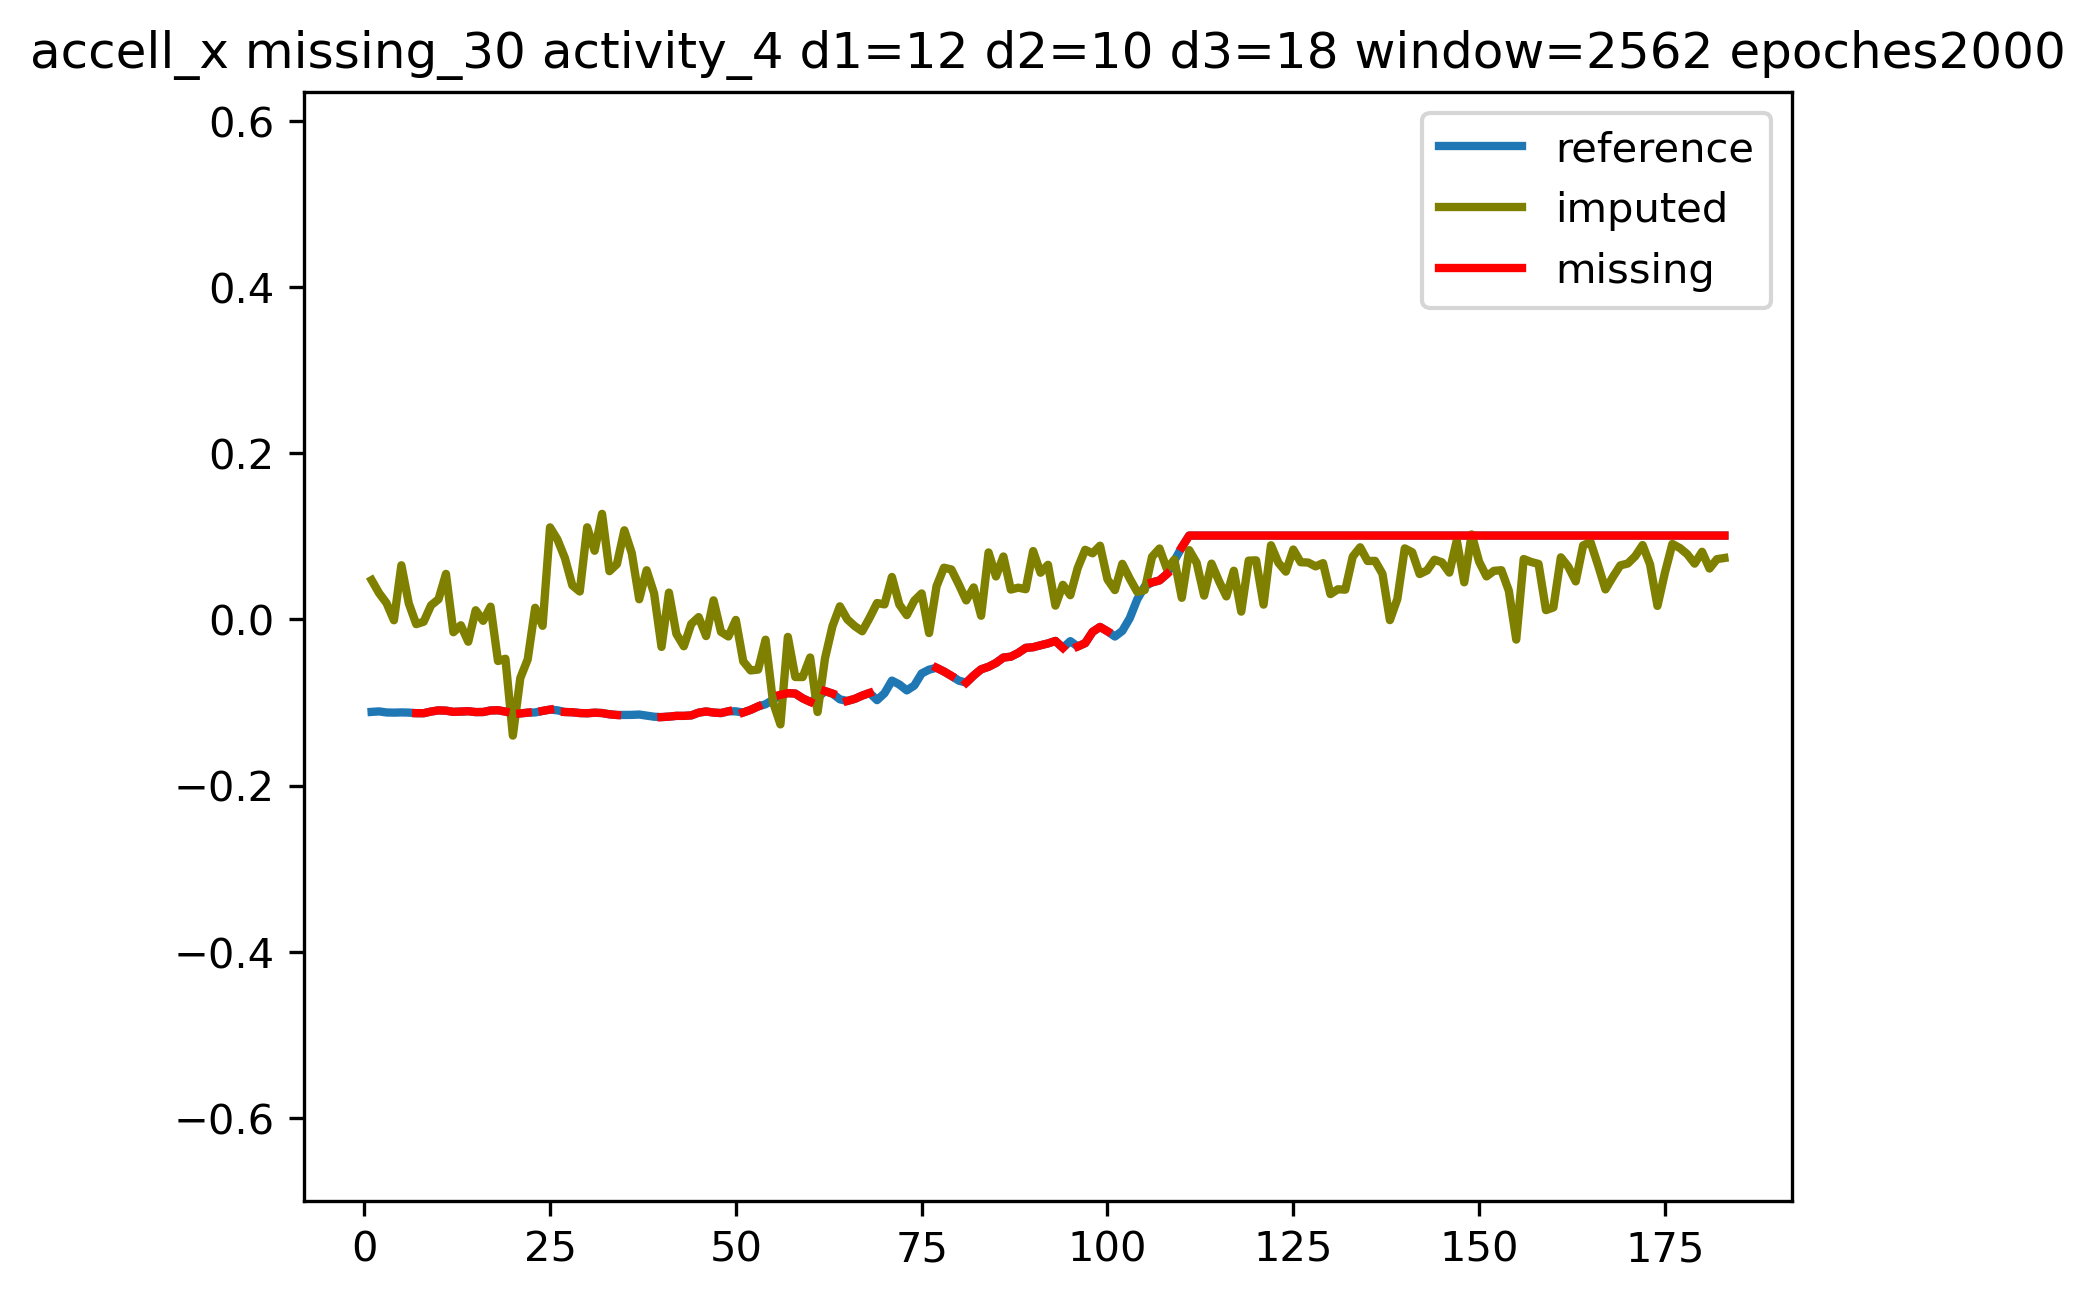 accell_x missing_30 activity_4 d1=12 d2=10 d3=18 window=2562 epoches2000
0.6
0.4
0.2
0.0
−0.2
−0.4
−0.6
reference
imputed
missing
0 25 50 75 100 125 150 175